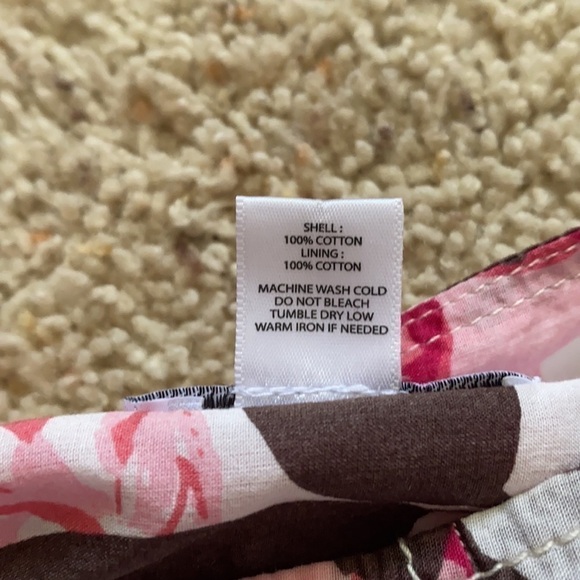 SHELL :
100% COTTON
LINING :
100% COTTON
MACHINE WASH COLD
DO NOT BLEACH
TUMBLE DRY LOW
WARM IRON IF NEEDED